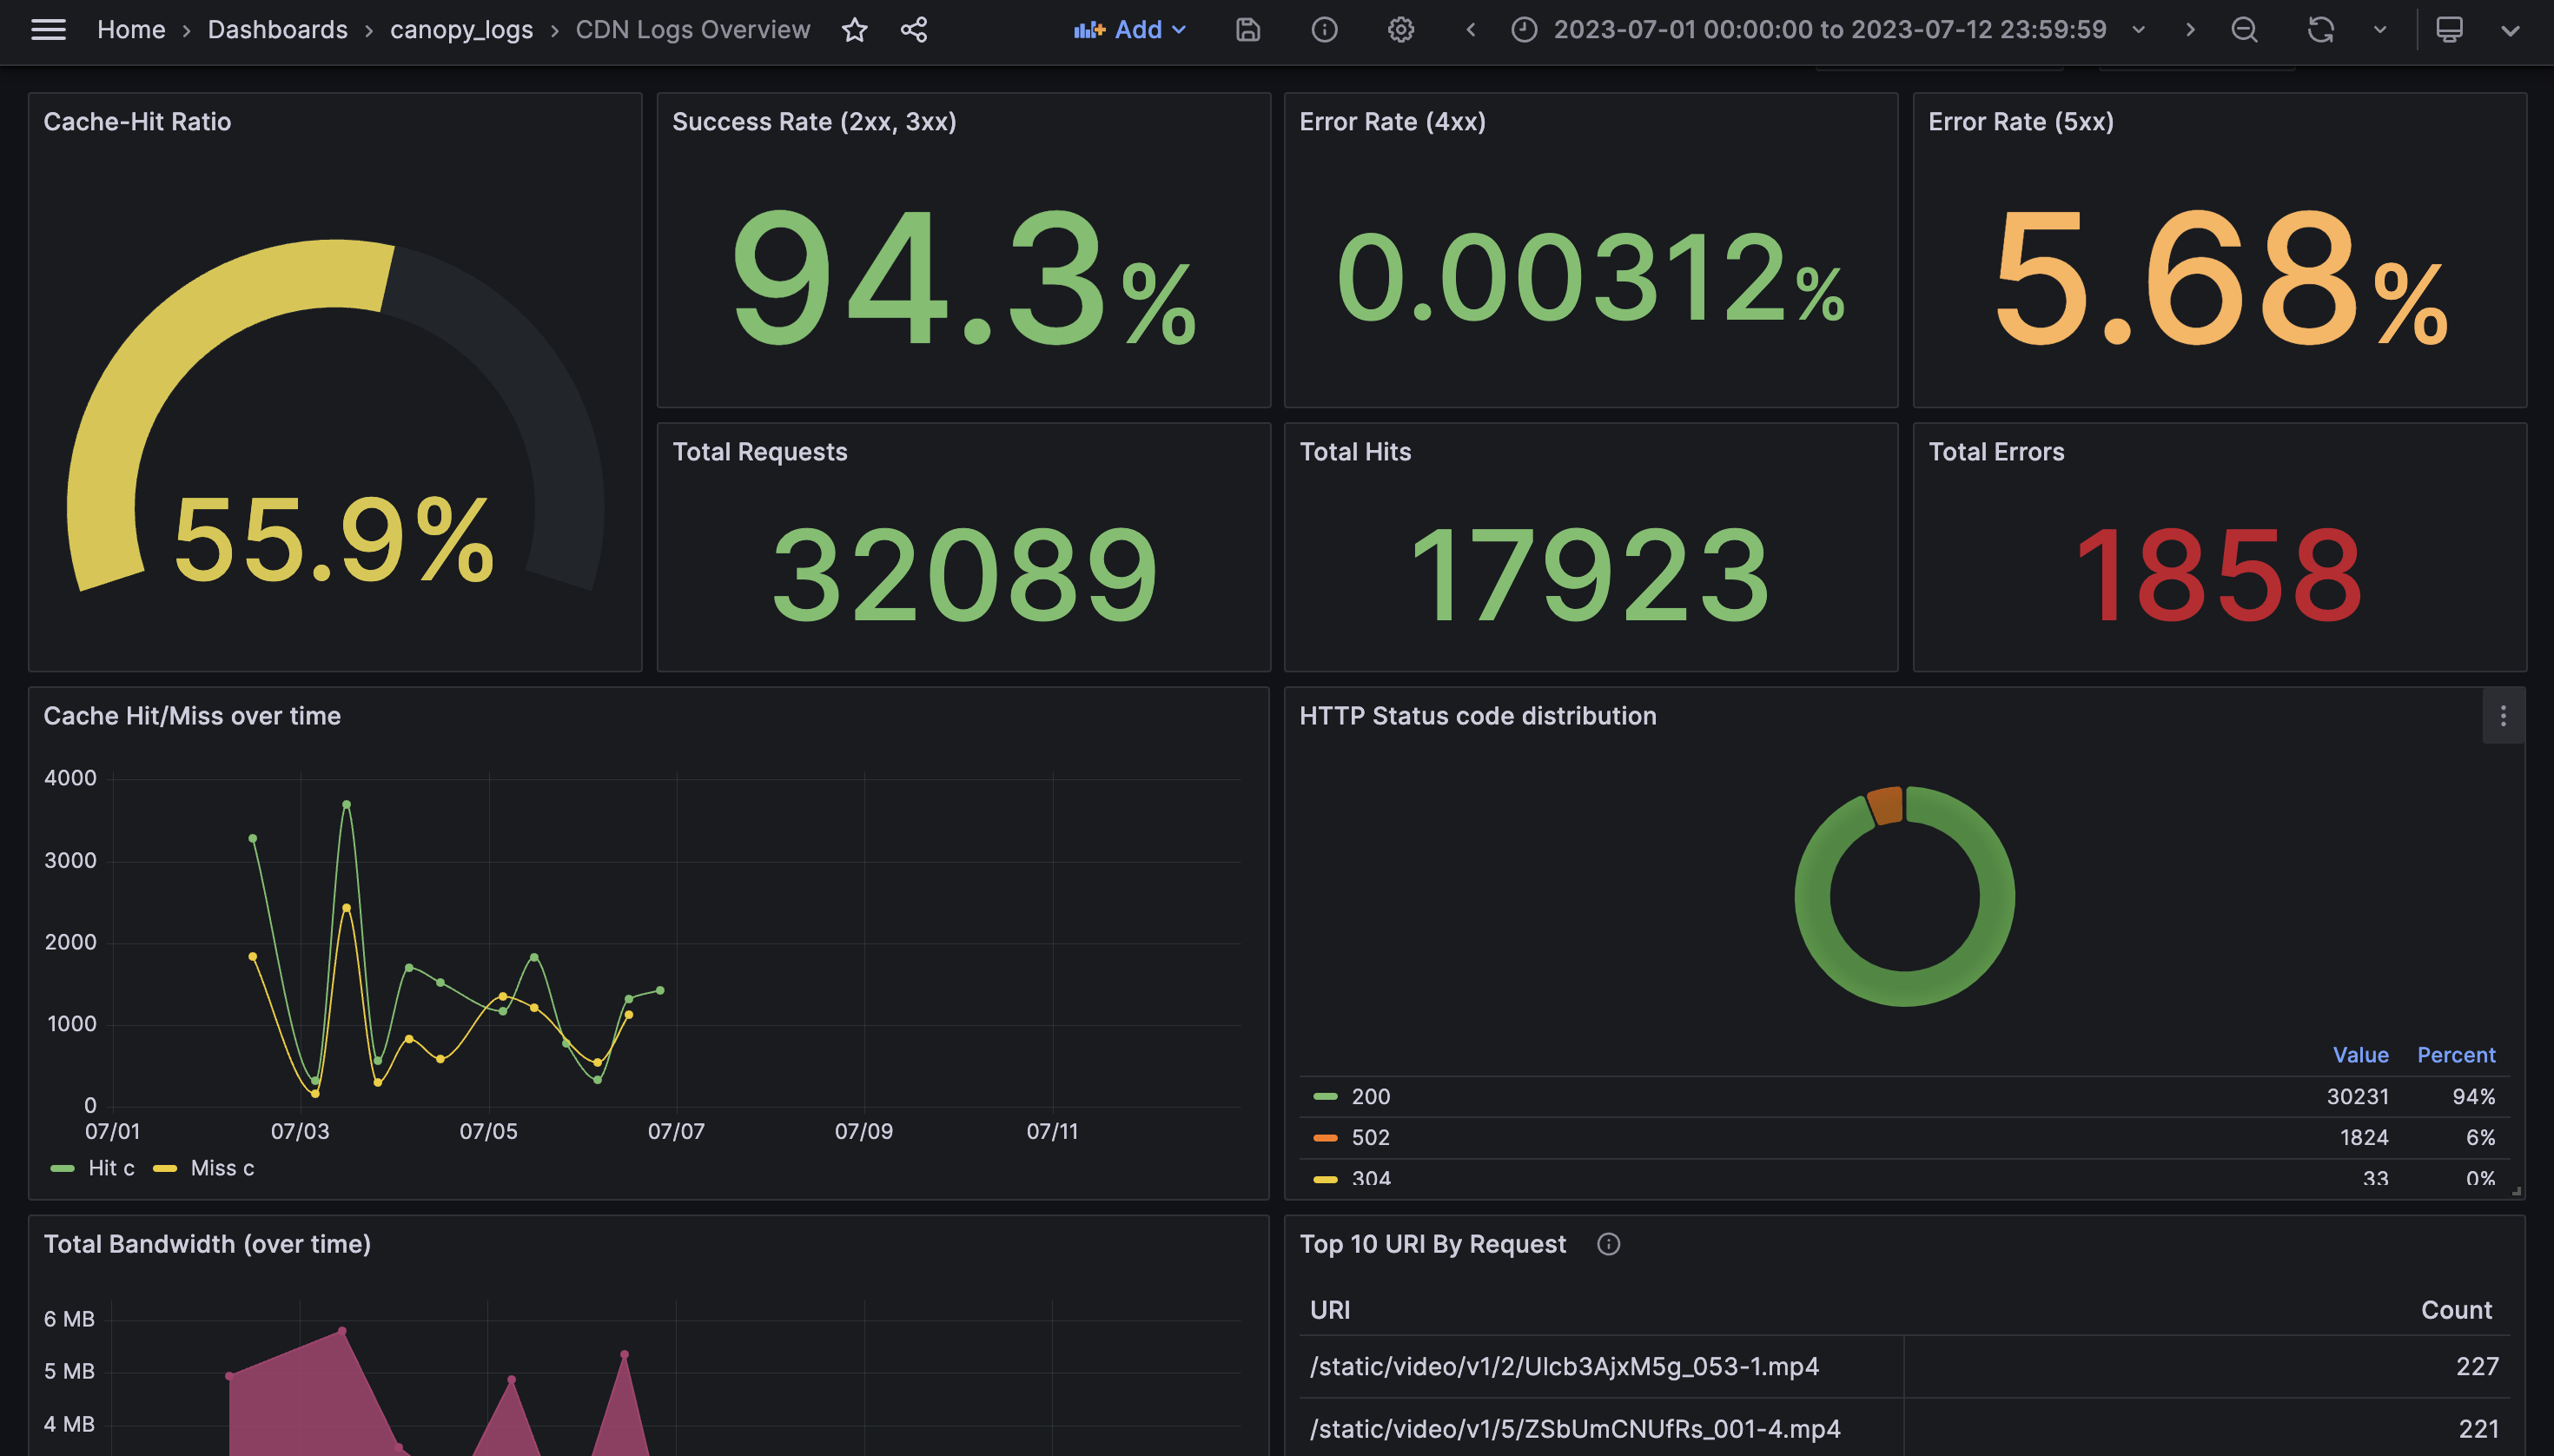 Home › Dashboards › canopy_logs › CDN Logs Overview
Add
2023-07-01 00:00:00 to 2023-07-12 23:59:59
Cache-Hit Ratio
55.9%
Success Rate (2xx, 3xx)
94.3%
Error Rate (4xx)
0.00312%
Error Rate (5xx)
5.68%
Total Requests
32089
Total Hits
17923
Total Errors
1858
Cache Hit/Miss over time
4000
3000
2000
1000
0
07/01 07/03 07/05 07/07 07/09 07/11
Hit c Miss c
HTTP Status code distribution
Value Percent
200 30231 94%
502 1824 6%
304 33 0%
Total Bandwidth (over time)
6 MB
5 MB
4 MB
Top 10 URI By Request
URI Count
/static/video/v1/2/Ulcb3AjxM5g_053-1.mp4 227
/static/video/v1/5/ZSbUmCNUfRs_001-4.mp4 221